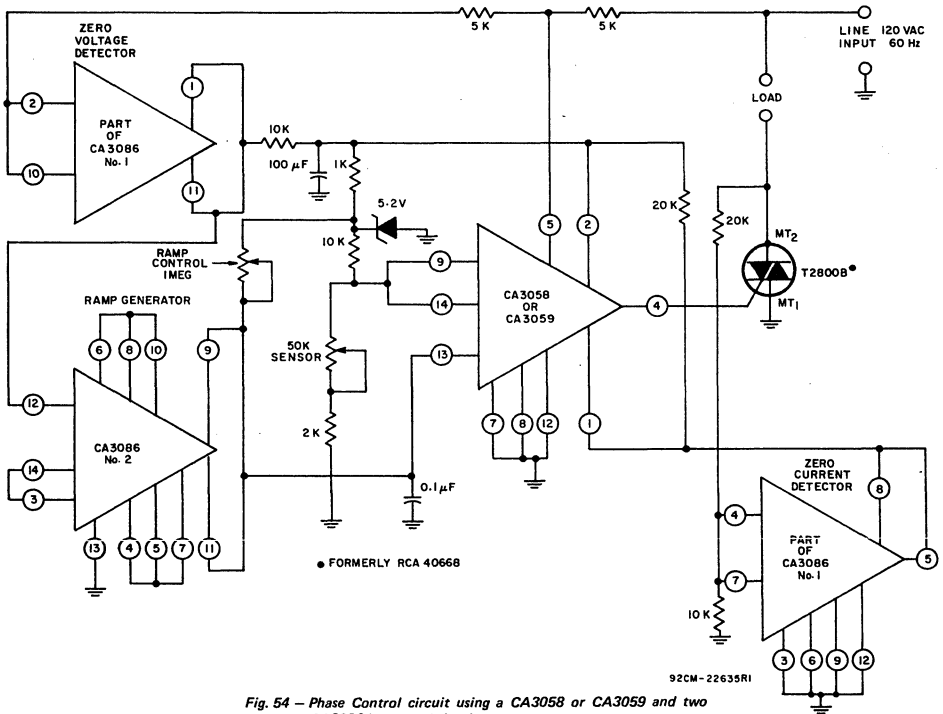 5 K
5 K
LINE 120 VAC
INPUT 60 Hz
ZERO
VOLTAGE
DETECTOR
2
10
PART
OF
CA3086
No. 1
1
11
10K
100 μF
1K
5·2V
10 K
RAMP
CONTROL
1MEG
20 K
20K
LOAD
MT2
T2800B●
MT1
5
2
9
14
13
CA3058
OR
CA3059
4
7
8
12
1
50K
SENSOR
2 K
0.1μF
RAMP GENERATOR
6
8
10
9
12
14
3
CA3086
No. 2
13
4
5
7
11
● FORMERLY RCA 40668
ZERO
CURRENT
DETECTOR
8
4
7
PART
OF
CA3086
No. 1
5
10K
3
6
9
12
92CM-22635R1
Fig. 54 – Phase Control circuit using a CA3058 or CA3059 and two